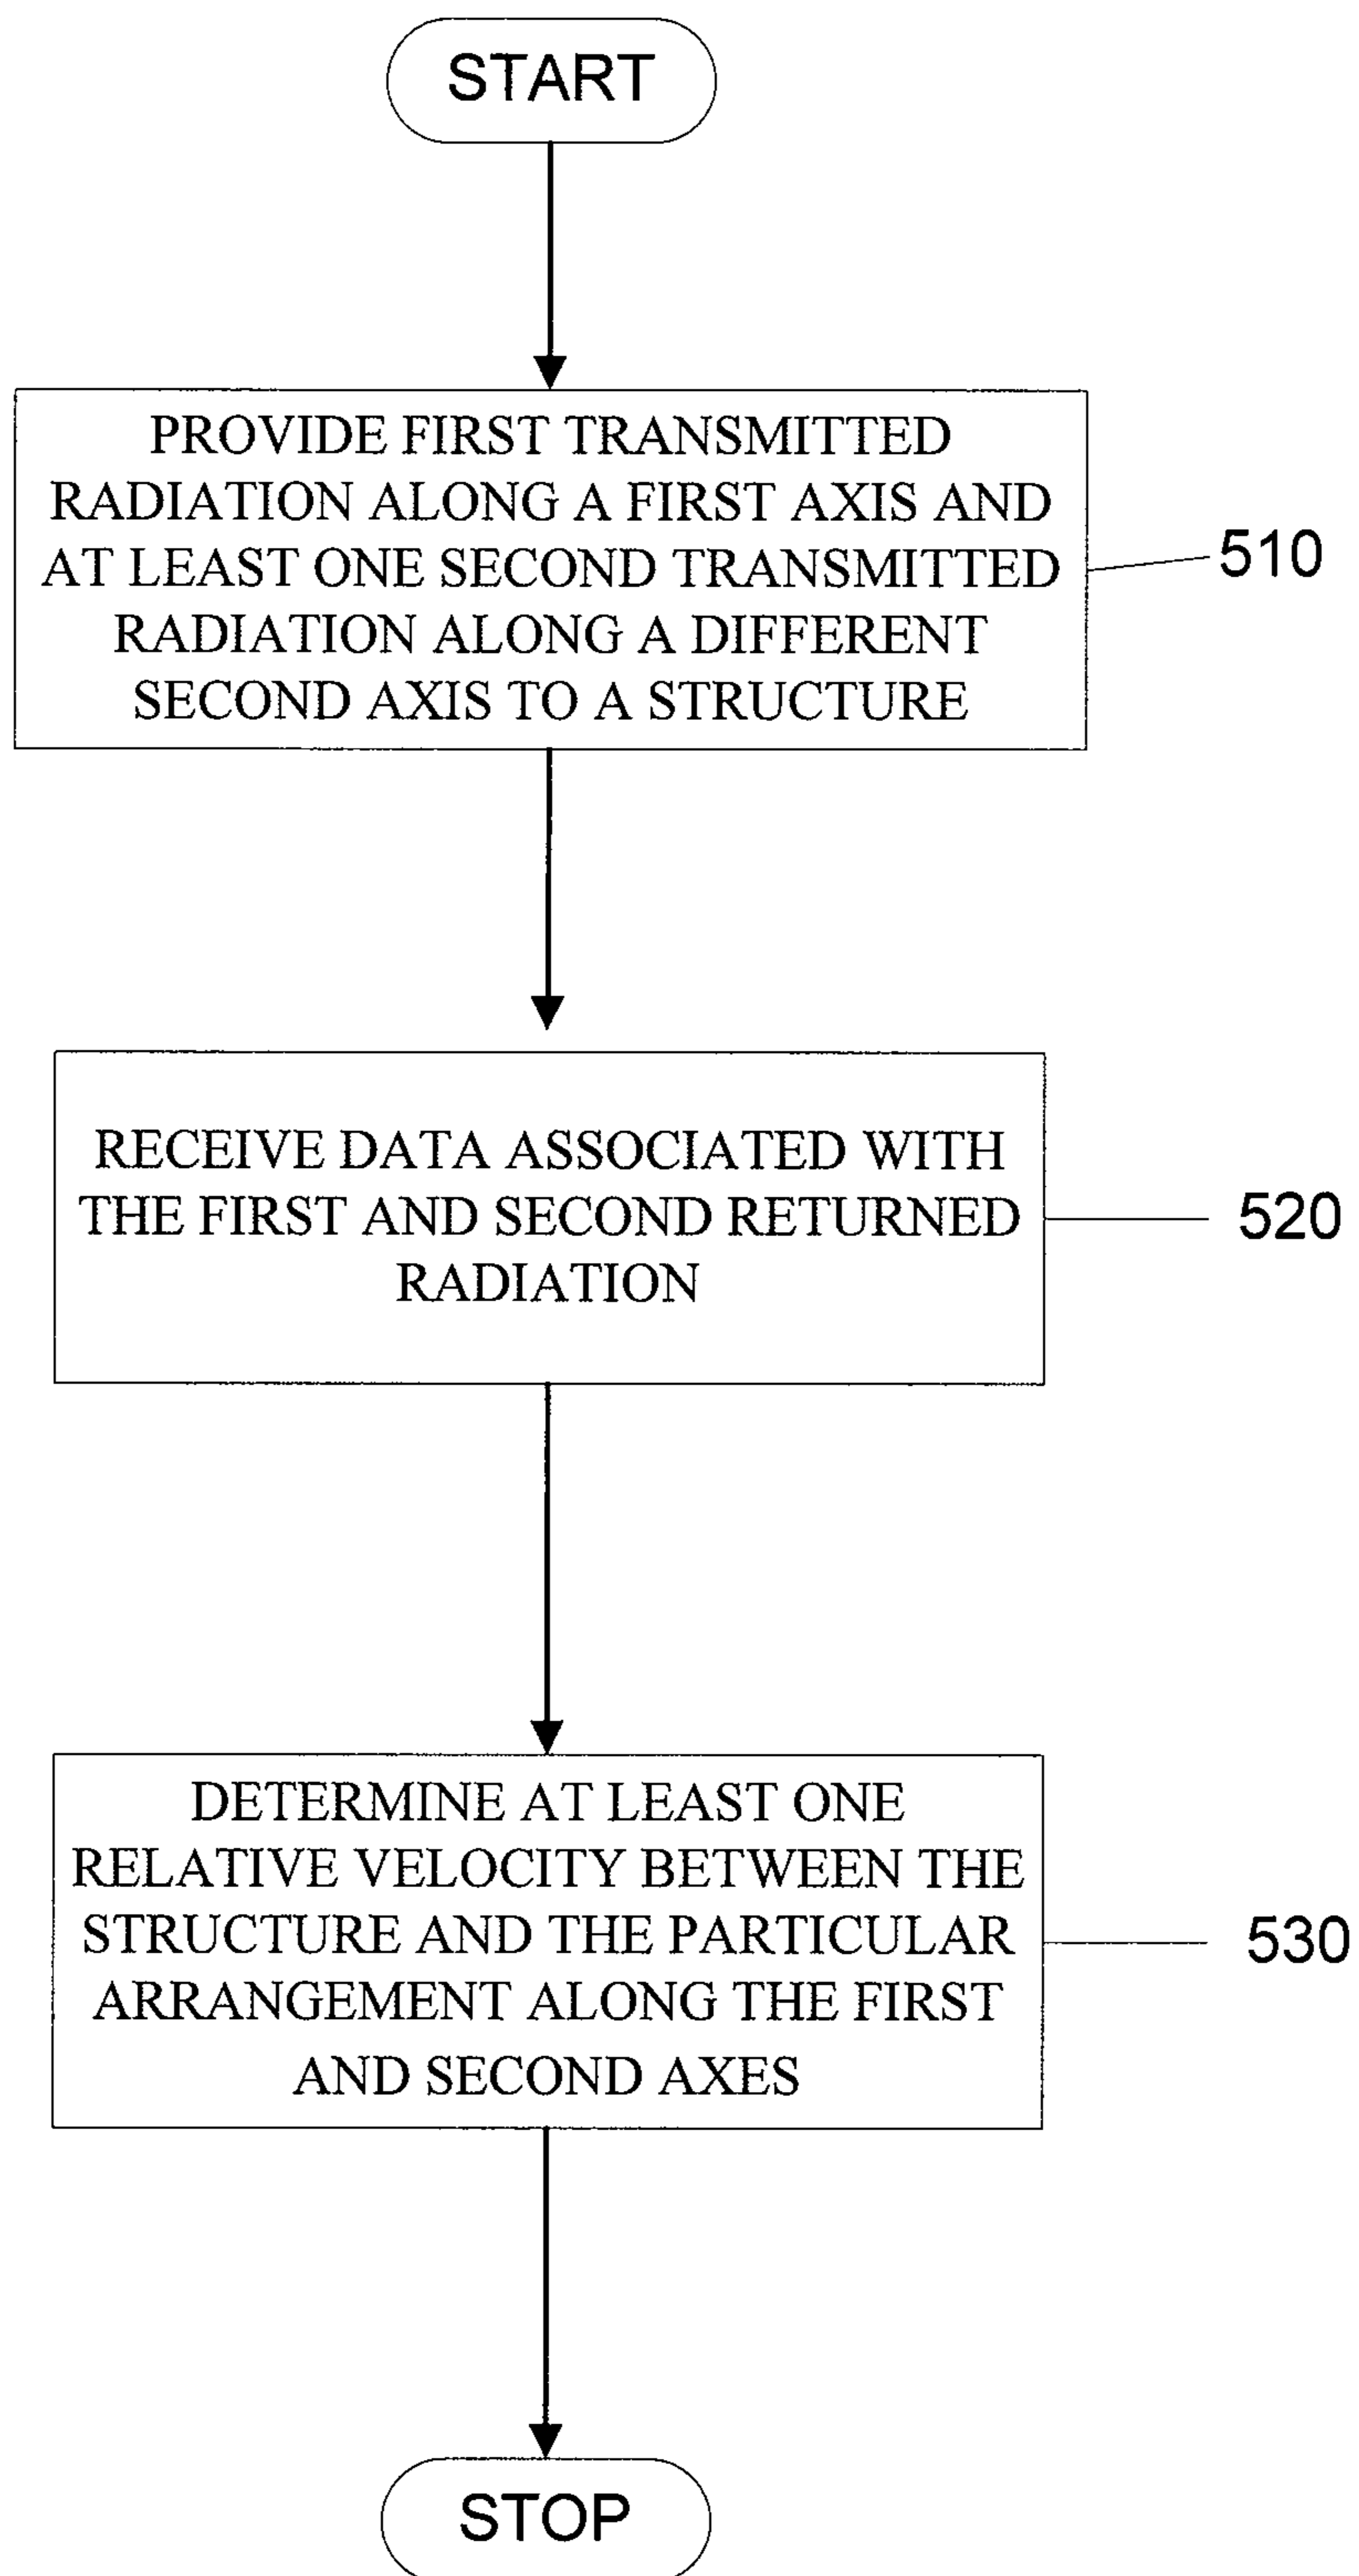 START
PROVIDE FIRST TRANSMITTED
RADIATION ALONG A FIRST AXIS AND
AT LEAST ONE SECOND TRANSMITTED
RADIATION ALONG A DIFFERENT
SECOND AXIS TO A STRUCTURE
510
RECEIVE DATA ASSOCIATED WITH
THE FIRST AND SECOND RETURNED
RADIATION
520
DETERMINE AT LEAST ONE
RELATIVE VELOCITY BETWEEN THE
STRUCTURE AND THE PARTICULAR
ARRANGEMENT ALONG THE FIRST
AND SECOND AXES
530
STOP